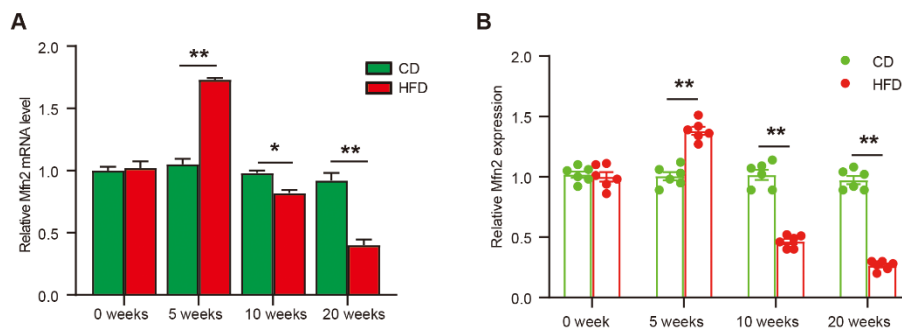 A
Relative Mfn2 mRNA level
2.0
1.5
1.0
0.5
0.0
**
*
**
CD
HFD
0 weeks
5 weeks
10 weeks
20 weeks
B
Relative Mfn2 expression
2.0
1.5
1.0
0.5
0.0
**
**
**
CD
HFD
0 week
5 weeks
10 weeks
20 weeks